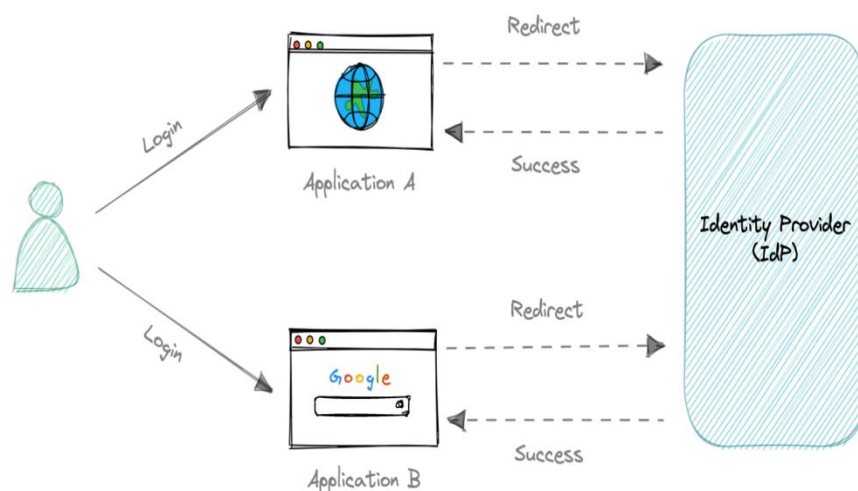 Redirect
Login
Success
Application A
Identity Provider
(IdP)
Redirect
Login
Google
Success
Application B